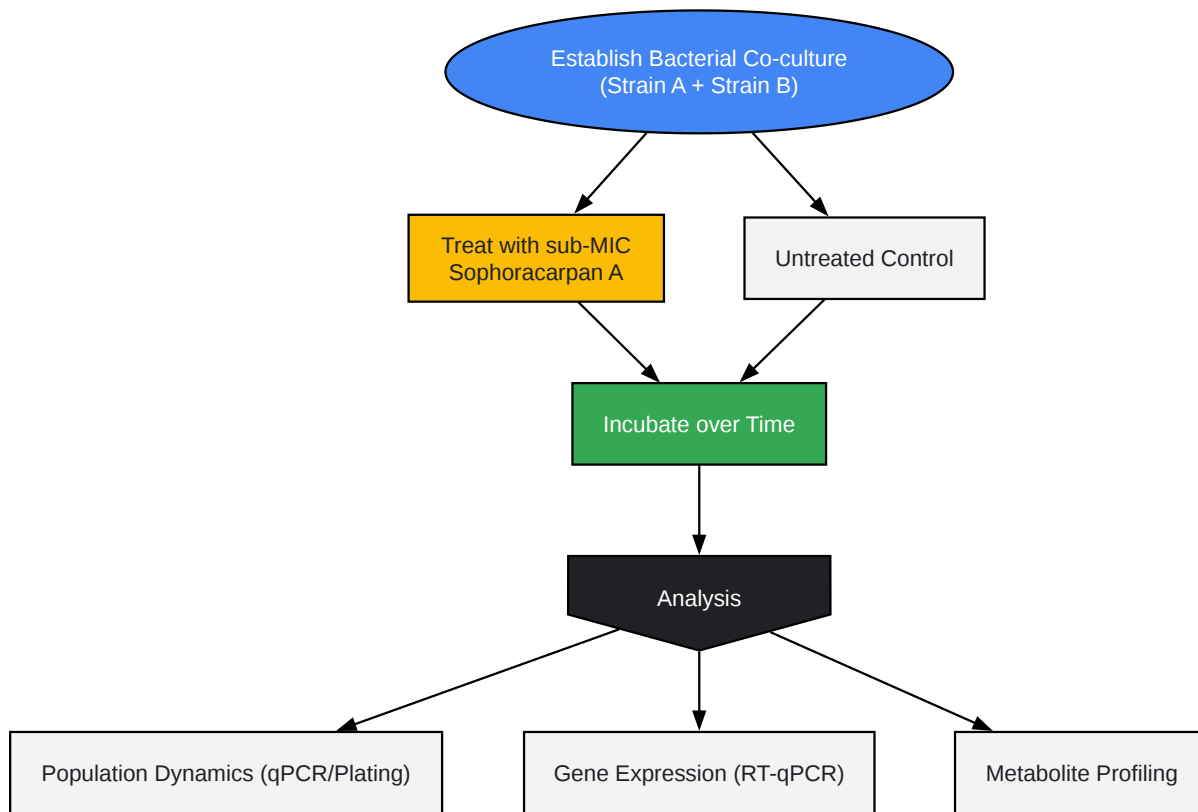 Establish Bacterial Co-culture
(Strain A + Strain B)
Treat with sub-MIC
Sophoracarpan A
Untreated Control
Incubate over Time
Analysis
Population Dynamics (qPCR/Plating)
Gene Expression (RT-qPCR)
Metabolite Profiling